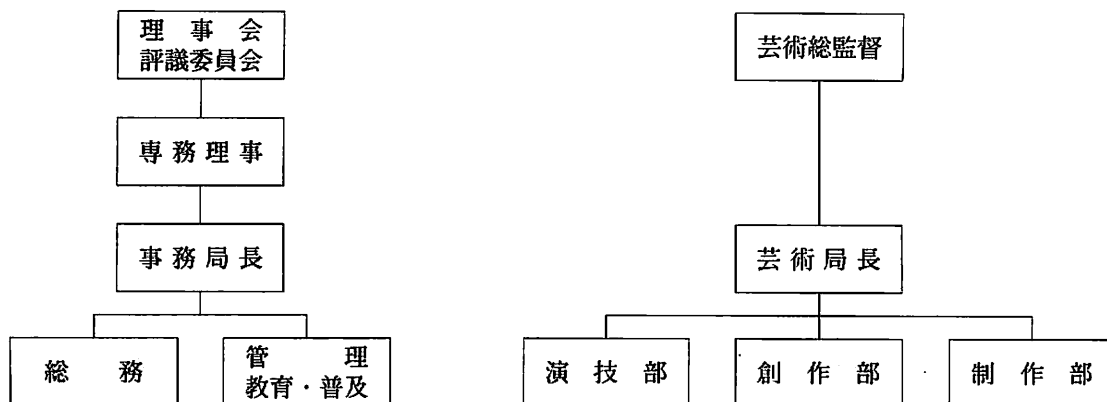 理事会
評議委員会
専務理事
事務局長
総務
管理
教育・普及
芸術総監督
芸術局長
演技部
創作部
制作部